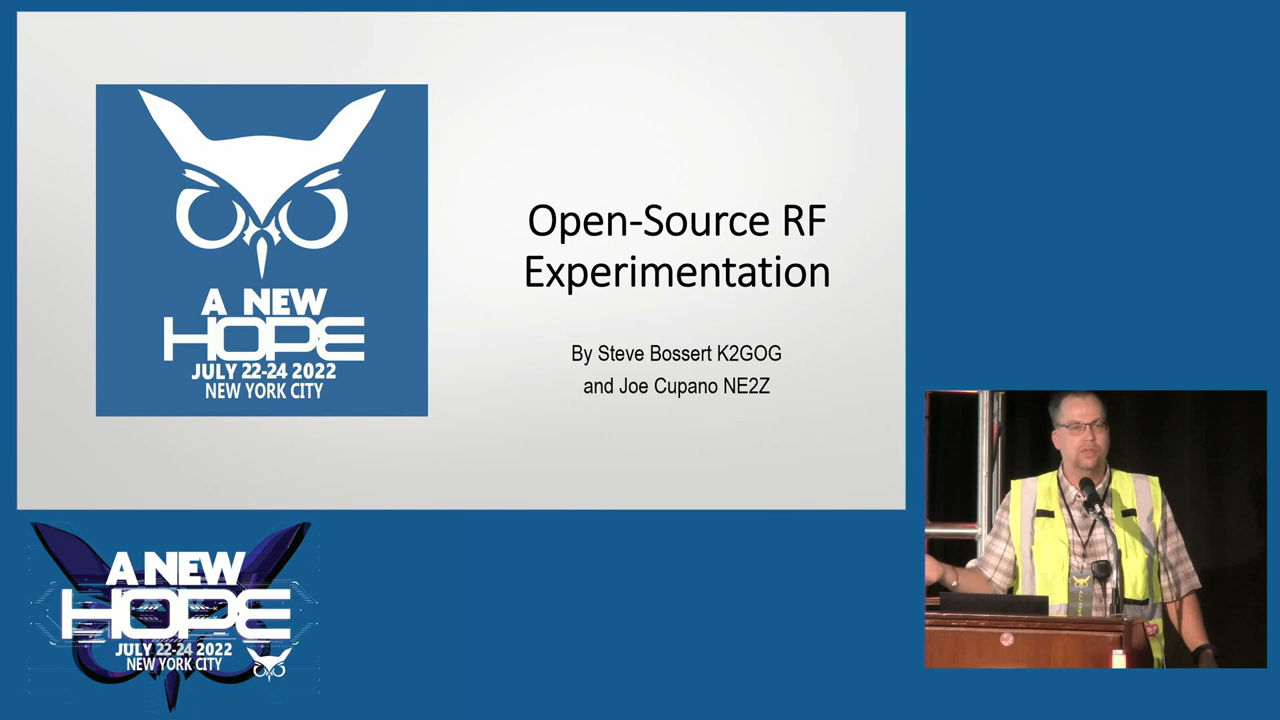 A NEW
HOPE
JULY 22-24 2022
NEW YORK CITY
Open-Source RF
Experimentation
By Steve Bossert K2GOG
and Joe Cupano NE2Z
A NEW
HOPE
JULY 22-24 2022
NEW YORK CITY